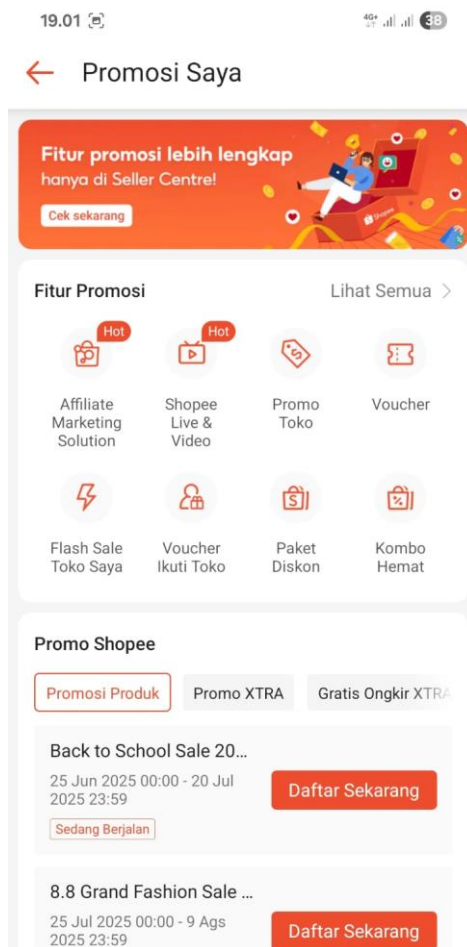 19.01
4G+
38
Promosi Saya
Fitur promosi lebih lengkap
hanya di Seller Centre!
Cek sekarang
Shopee
Fitur Promosi
Lihat Semua
Hot
Hot
Affiliate
Marketing
Solution
Shopee
Live &
Video
Promo
Toko
Voucher
Flash Sale
Toko Saya
Voucher
Ikuti Toko
Paket
Diskon
Kombo
Hemat
Promo Shopee
Promosi Produk
Promo XTRA
Gratis Ongkir XTRA
Back to School Sale 20...
25 Jun 2025 00:00 - 20 Jul
2025 23:59
Daftar Sekarang
Sedang Berjalan
8.8 Grand Fashion Sale ...
25 Jul 2025 00:00 - 9 Ags
2025 23:59
Daftar Sekarang